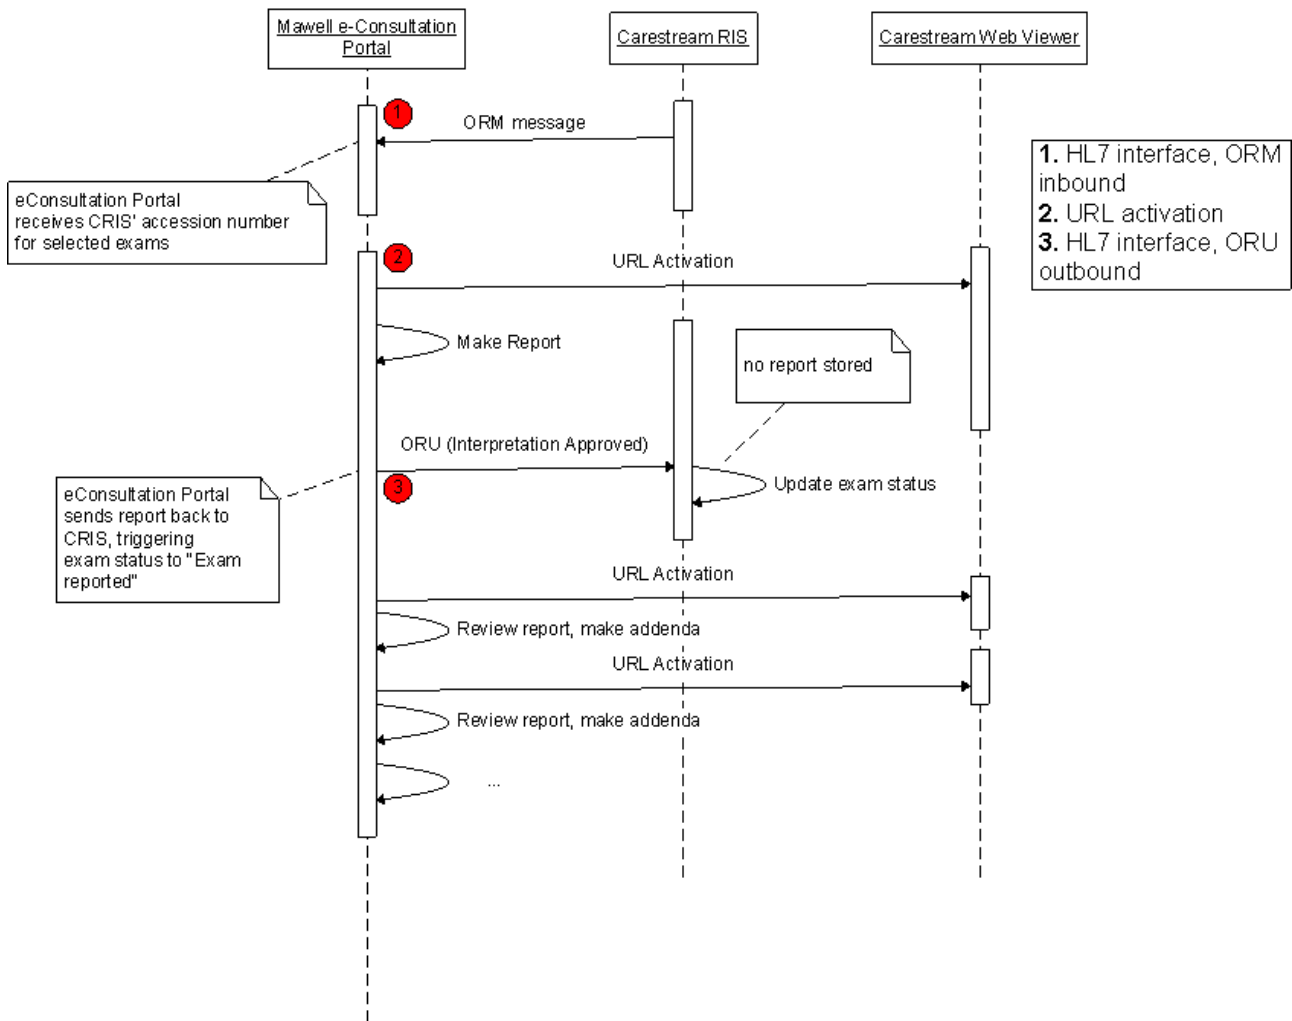 Mawell e-Consultation
Portal
Carestream RIS
Carestream Web Viewer
1
ORM message
1. HL7 interface, ORM
inbound
2. URL activation
3. HL7 interface, ORU
outbound
eConsultation Portal
receives CRIS' accession number
for selected exams
2
URL Activation
Make Report
no report stored
ORU (Interpretation Approved)
3
Update exam status
eConsultation Portal
sends report back to
CRIS, triggering
exam status to "Exam
reported"
URL Activation
Review report, make addenda
URL Activation
Review report, make addenda
...